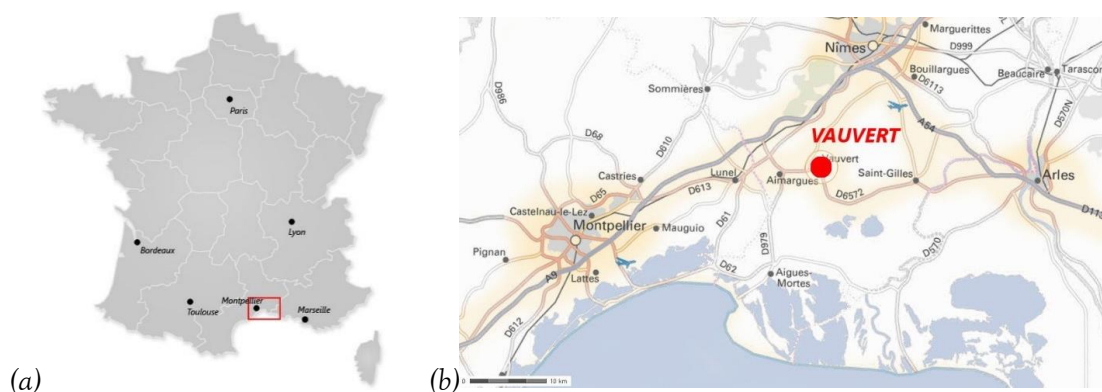 Paris
Lyon
Bordeaux
Montpellier
Toulouse
Marseille
(a)
Marguerittes
Nîmes
D999
D986
Bouillargues
Beaucaire
Tarascon
Sommières
D6113
D570N
D68
D610
A54
VAUVERT
Vauvert
Castries
Lunel
Aimargues
Saint-Gilles
Arles
D65
D613
D6572
Castelnau-le-Lez
D61
D113
Montpellier
Mauguio
D979
D570
Pignan
A9
Lattes
D62
Aigues-
Mortes
D612
0 10 km
(b)